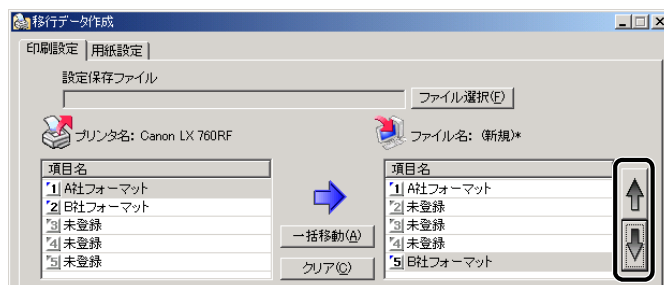 移行データ作成
印刷設定 用紙設定
設定保存ファイル
ファイル選択(F)
プリンタ名: Canon LX 760RF
ファイル名: (新規)*
項目名
1 A社フォーマット
2 B社フォーマット
3 未登録
4 未登録
5 未登録
一括移動(A)
クリア(C)
項目名
1 A社フォーマット
2 未登録
3 未登録
4 未登録
5 B社フォーマット